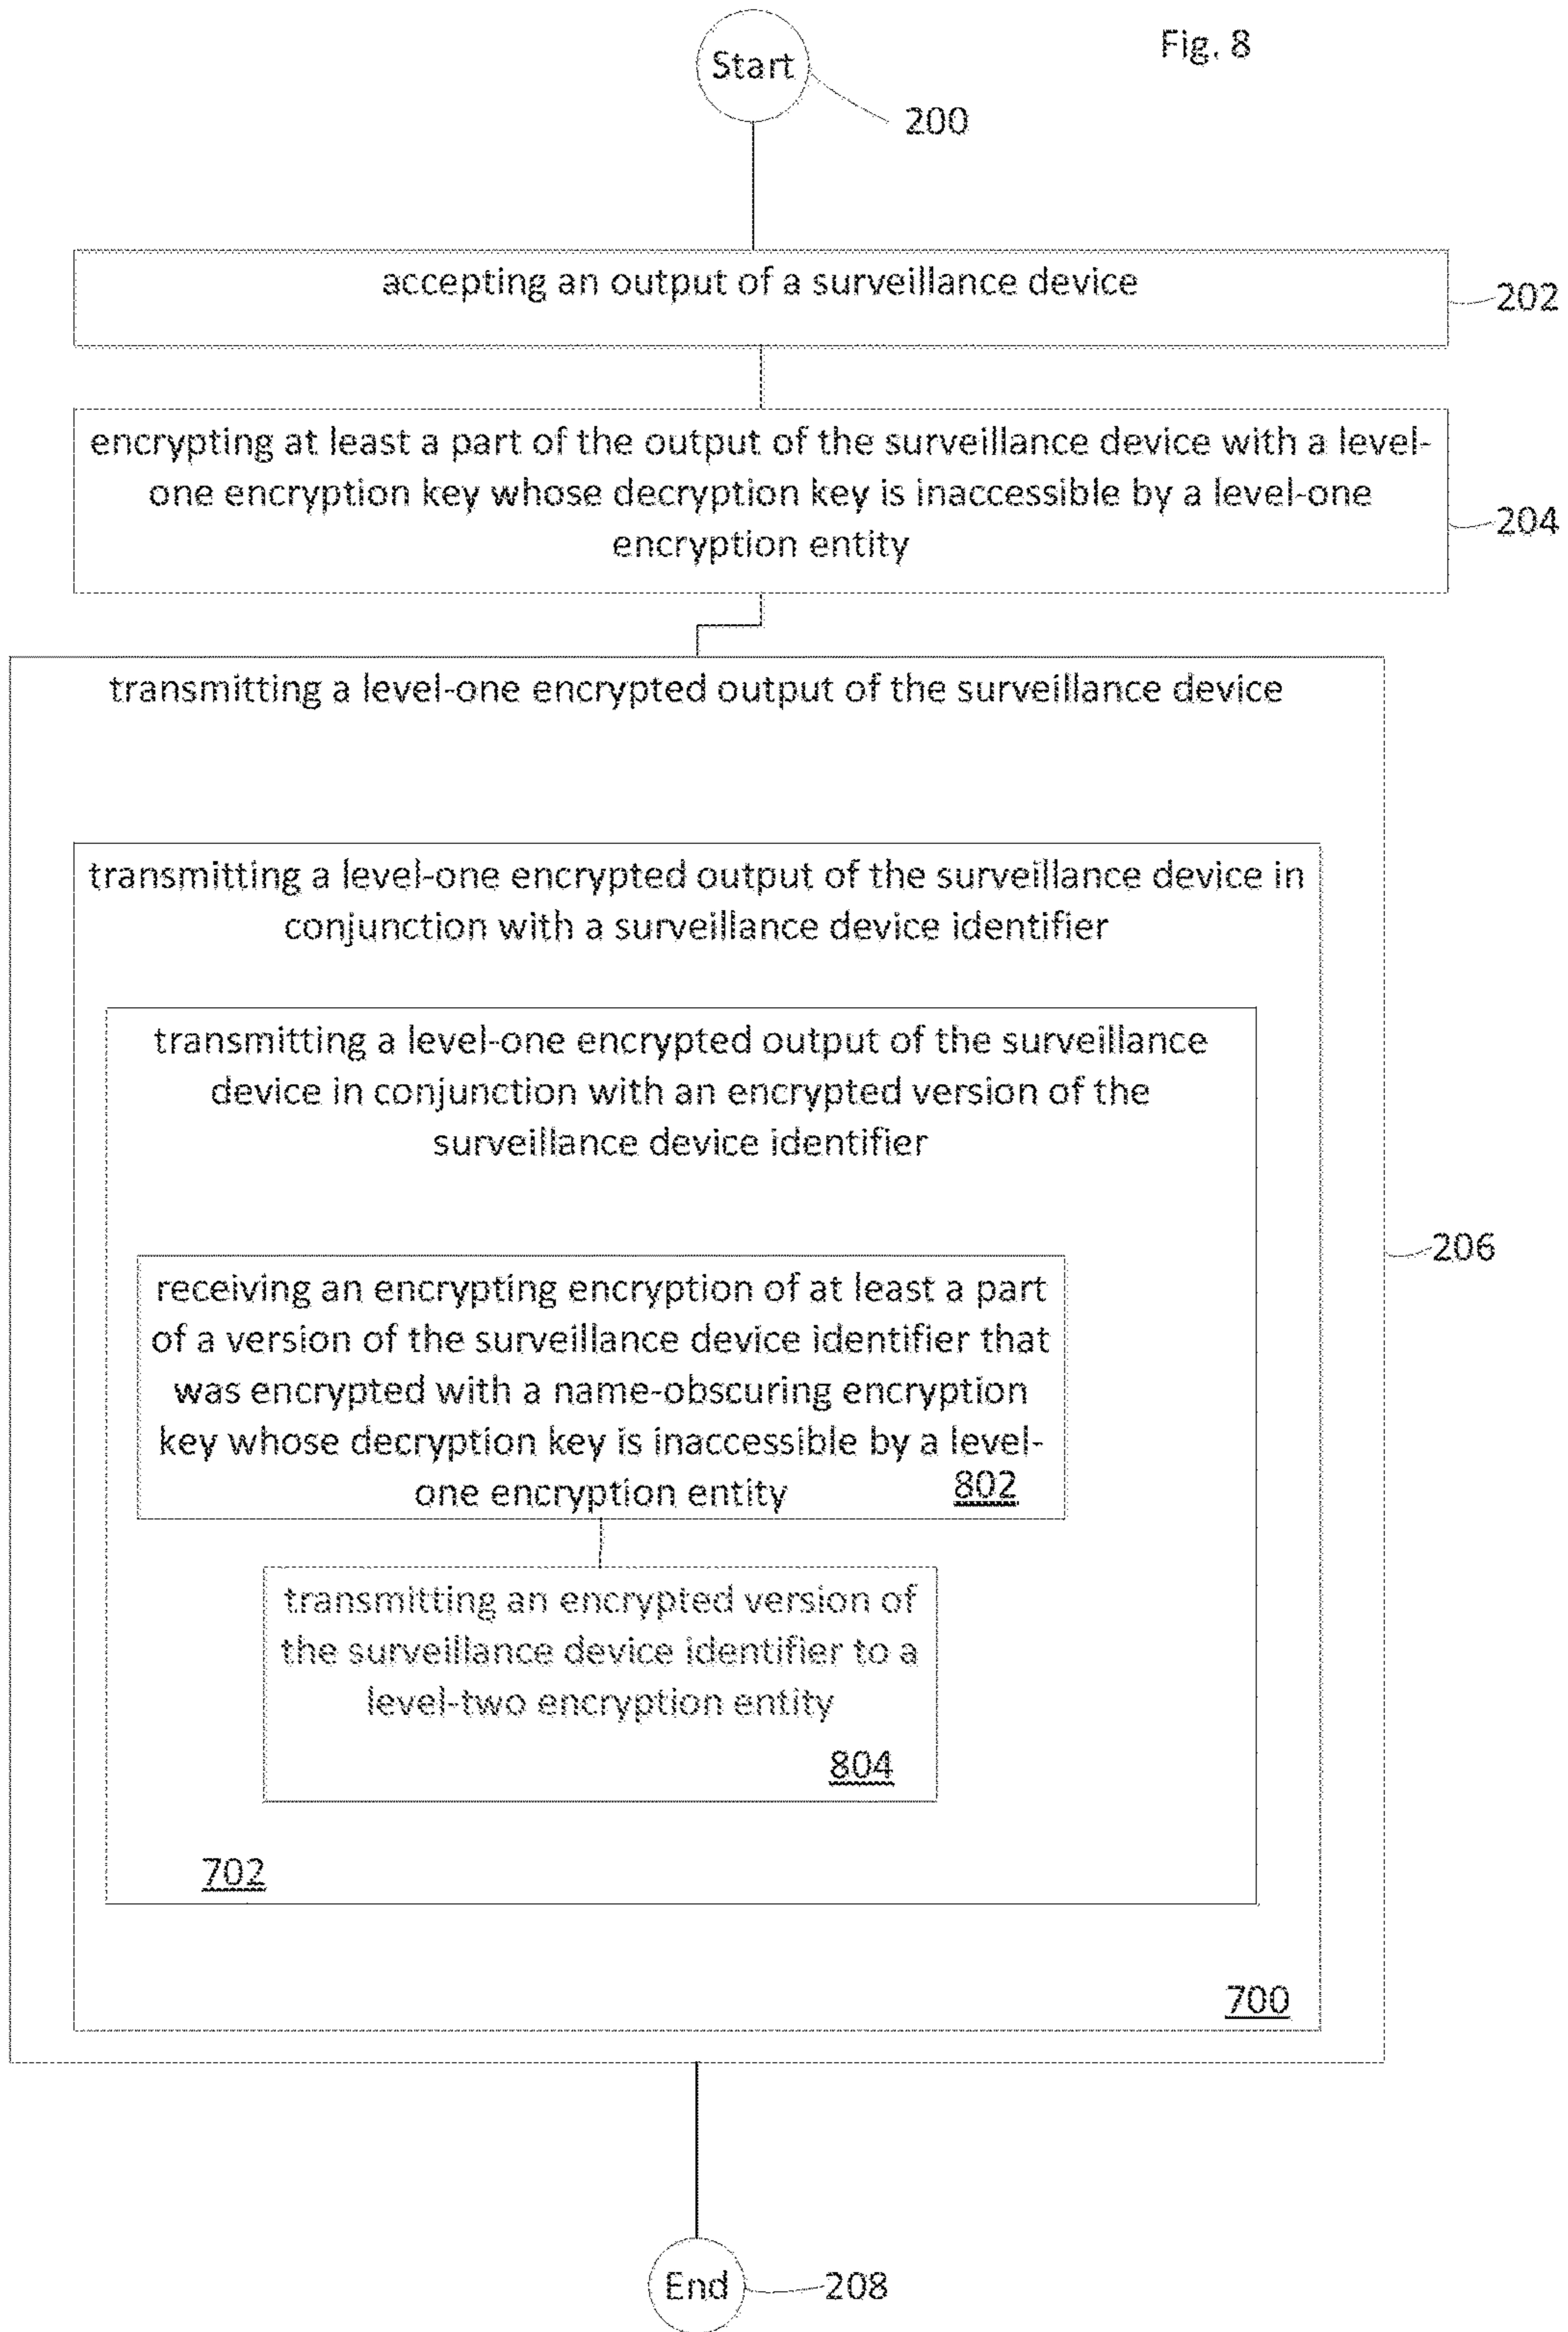 Fig. 8
Start
200
accepting an output of a surveillance device
202
encrypting at least a part of the output of the surveillance device with a level-
one encryption key whose decryption key is inaccessible by a level-one
encryption entity
204
transmitting a level-one encrypted output of the surveillance device
transmitting a level-one encrypted output of the surveillance device in
conjunction with a surveillance device identifier
transmitting a level-one encrypted output of the surveillance
device in conjunction with an encrypted version of the
surveillance device identifier
206
receiving an encrypting encryption of at least a part
of a version of the surveillance device identifier that
was encrypted with a name-obscuring encryption
key whose decryption key is inaccessible by a level-
one encryption entity
802
transmitting an encrypted version of
the surveillance device identifier to a
level-two encryption entity
804
702
700
End
208